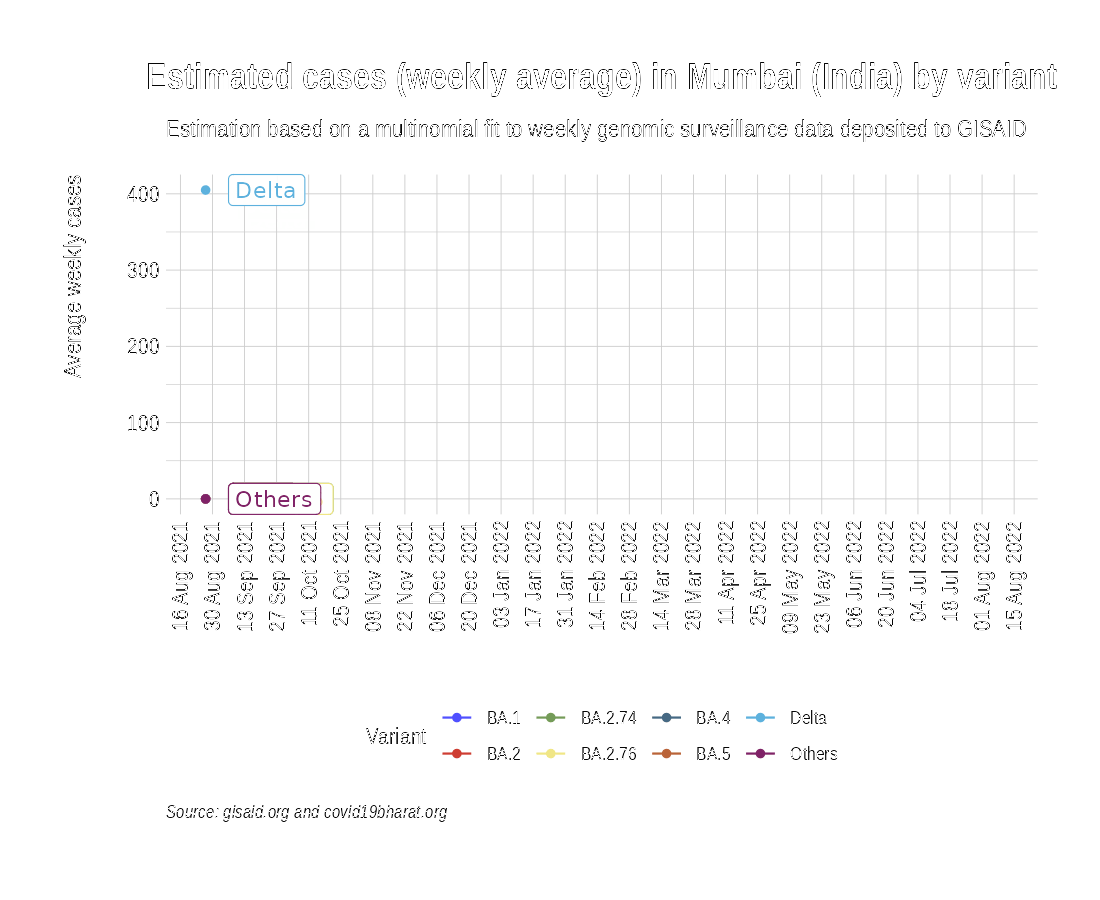 Estimated cases (weekly average) in Mumbai (India) by variant
Estimation based on a multinomial fit to weekly genomic surveillance data deposited to GISAID
Average weekly cases
400
300
200
100
0
Delta
Others
16 Aug 2021
30 Aug 2021
13 Sep 2021
27 Sep 2021
11 Oct 2021
25 Oct 2021
08 Nov 2021
22 Nov 2021
06 Dec 2021
20 Dec 2021
03 Jan 2022
17 Jan 2022
31 Jan 2022
14 Feb 2022
28 Feb 2022
14 Mar 2022
28 Mar 2022
11 Apr 2022
25 Apr 2022
09 May 2022
23 May 2022
06 Jun 2022
20 Jun 2022
04 Jul 2022
18 Jul 2022
01 Aug 2022
15 Aug 2022
Variant
BA.1 BA.2.74 BA.4 Delta
BA.2 BA.2.76 BA.5 Others
Source: gisaid.org and covid19bharat.org